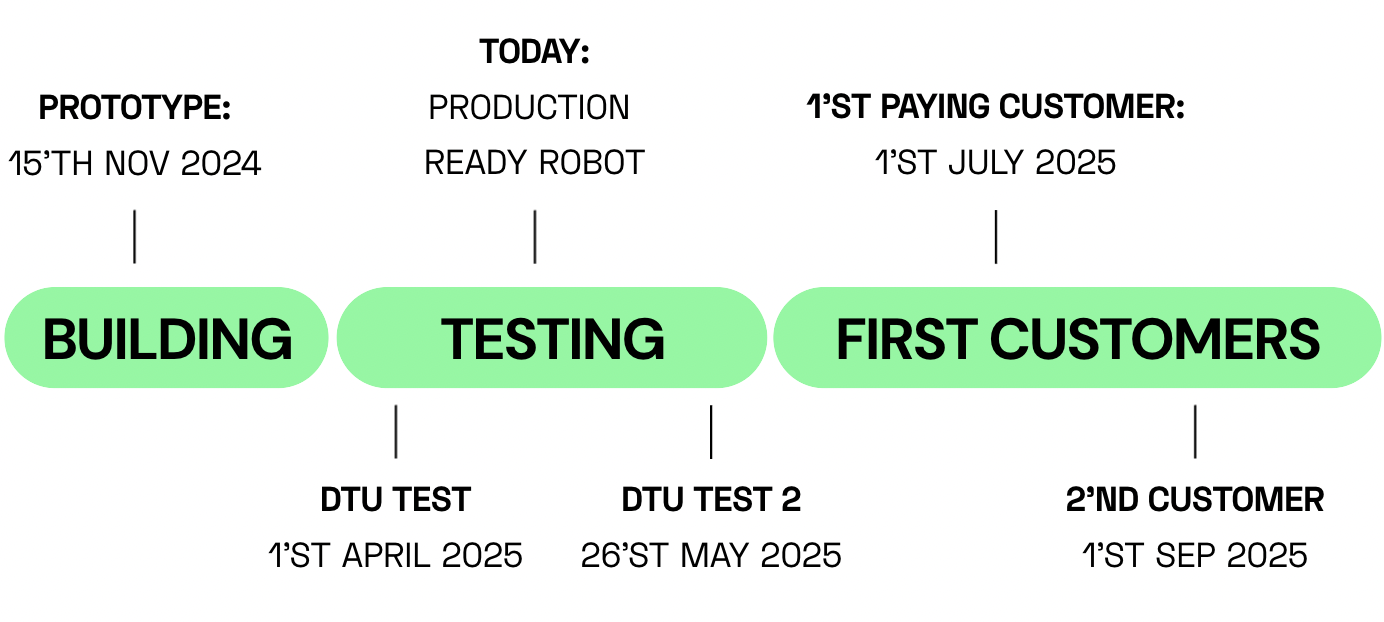 TODAY:
PROTOTYPE:
PRODUCTION
1'ST PAYING CUSTOMER:
15'TH NOV 2024
READY ROBOT
1'ST JULY 2025
BUILDING
TESTING
FIRST CUSTOMERS
DTU TEST
DTU TEST 2
2'ND CUSTOMER
1'ST APRIL 2025
26'ST MAY 2025
1'ST SEP 2025